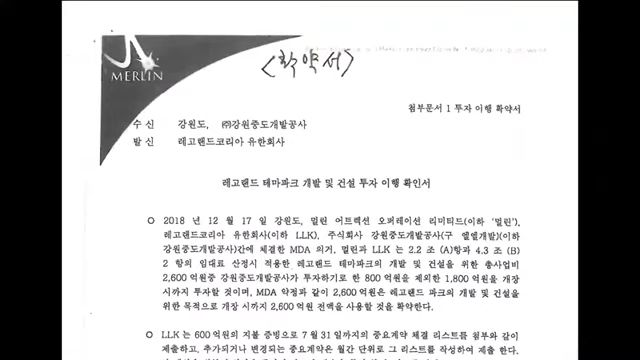 MERLIN
<확약서>
첨부문서 1 투자 이행 확약서
수 신 강원도, ㈜강원중도개발공사
발 신 레고랜드코리아 유한회사
레고랜드 테마파크 개발 및 건설 투자 이행 확인서
○ 2018 년 12 월 17 일 강원도, 멀린 어트랙션 오퍼레이션 리미티드(이하 '멀린'),
레고랜드코리아 유한회사(이하 LLK), 주식회사 강원중도개발공사(구 엘엘개발)(이하
강원중도개발공사)간에 체결한 MDA 의거, 멀린과 LLK 는 2.2 조 (A)항과 4.3 조 (B)
2 항의 임대료 산정시 적용한 레고랜드 테마파크의 개발 및 건설을 위한 총사업비
2,600 억원중 강원중도개발공사가 투자하기로 한 800 억원을 제외한 1,800 억원을 개장
시까지 투자할 것이며, MDA 약정과 같이 2,600 억원은 레고랜드 파크의 개발 및 건설을
위한 목적으로 개장 시까지 2,600 억원 전액을 사용할 것을 확약한다.
○ LLK 는 600 억원의 지불 증빙으로 7 월 31 일까지의 중요계약 체결 리스트를 첨부와 같이
제출하고, 추가되거나 변경되는 중요계약은 월간 단위로 그 리스트를 작성하여 제출 한다.